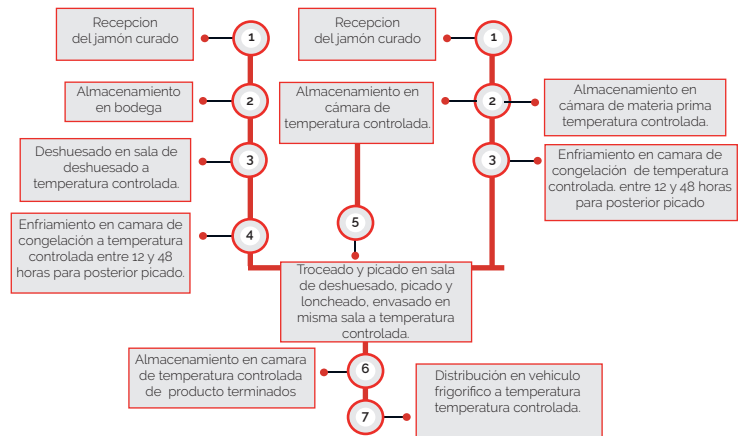 Recepcion
del jamón curado
1
Almacenamiento
en bodega
2
Deshuesado en sala de
deshuesado a
temperatura controlada.
3
Enfriamiento en camara de
congelación a temperatura
controlada entre 12 y 48
horas para posterior picado.
4
Recepcion
del jamón curado
1
Almacenamiento en
cámara de
temperatura controlada.
2
Almacenamiento en
cámara de materia prima
temperatura controlada.
3
Enfriamiento en camara de
congelación de temperatura
controlada. entre 12 y 48 horas
para posterior picado
5
Troceado y picado en sala
de deshuesado, picado y
loncheado, envasado en
misma sala a temperatura
controlada.
Almacenamiento en camara
de temperatura controlada
de producto terminados
6
Distribución en vehiculo
frigorifico a temperatura
temperatura controlada.
7